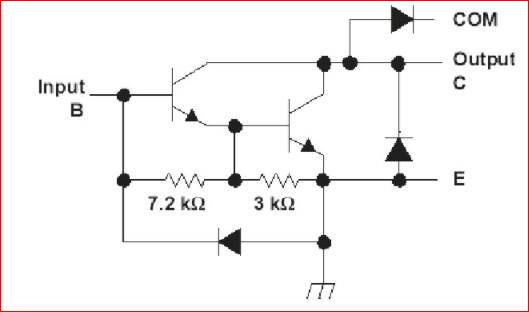 COM
Output
C
Input
B
E
7.2 kΩ
3 kΩ